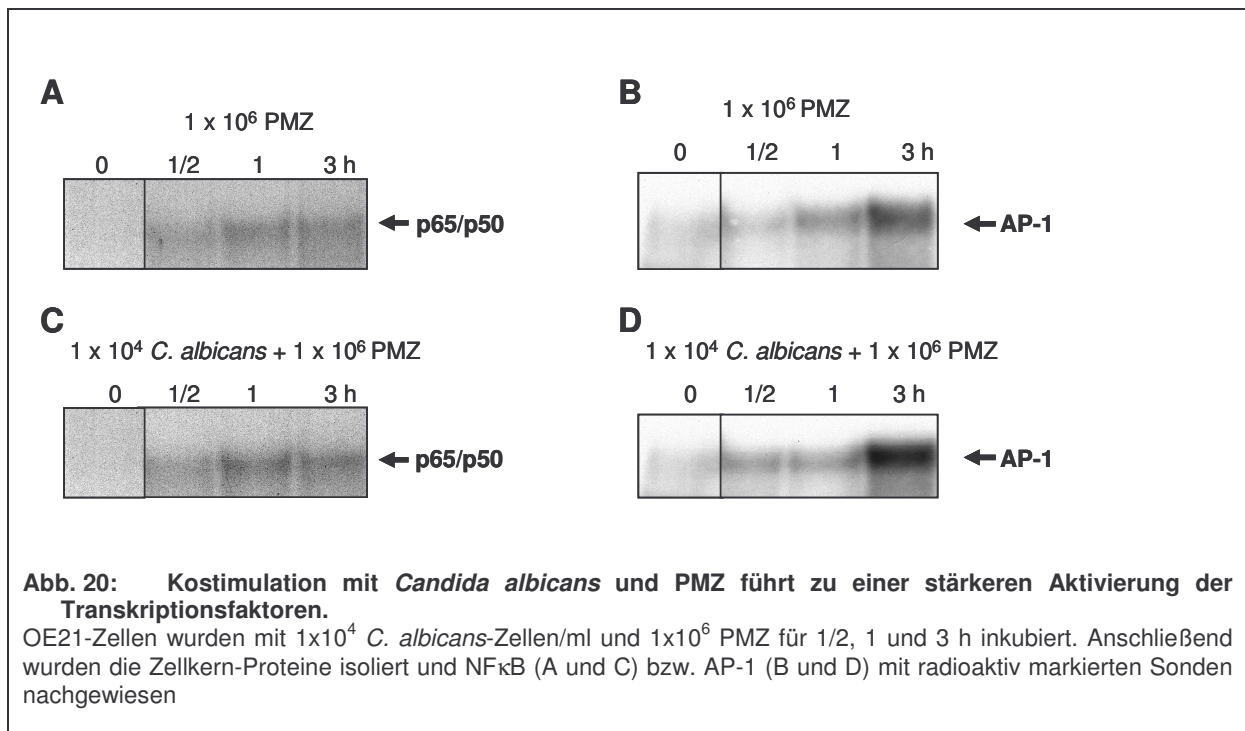 A
1 x 10⁶ PMZ
0 1/2 1 3 h
p65/p50
B
1 x 10⁶ PMZ
0 1/2 1 3 h
AP-1
C
1 x 10⁴ C. albicans + 1 x 10⁶ PMZ
0 1/2 1 3 h
p65/p50
D
1 x 10⁴ C. albicans + 1 x 10⁶ PMZ
0 1/2 1 3 h
AP-1
Abb. 20: Kostimulation mit Candida albicans und PMZ führt zu einer stärkeren Aktivierung der
Transkriptionsfaktoren.
OE21-Zellen wurden mit 1x10⁴ C. albicans-Zellen/ml und 1x10⁶ PMZ für 1/2, 1 und 3 h inkubiert. Anschließend
wurden die Zellkern-Proteine isoliert und NFκB (A und C) bzw. AP-1 (B und D) mit radioaktiv markierten Sonden
nachgewiesen